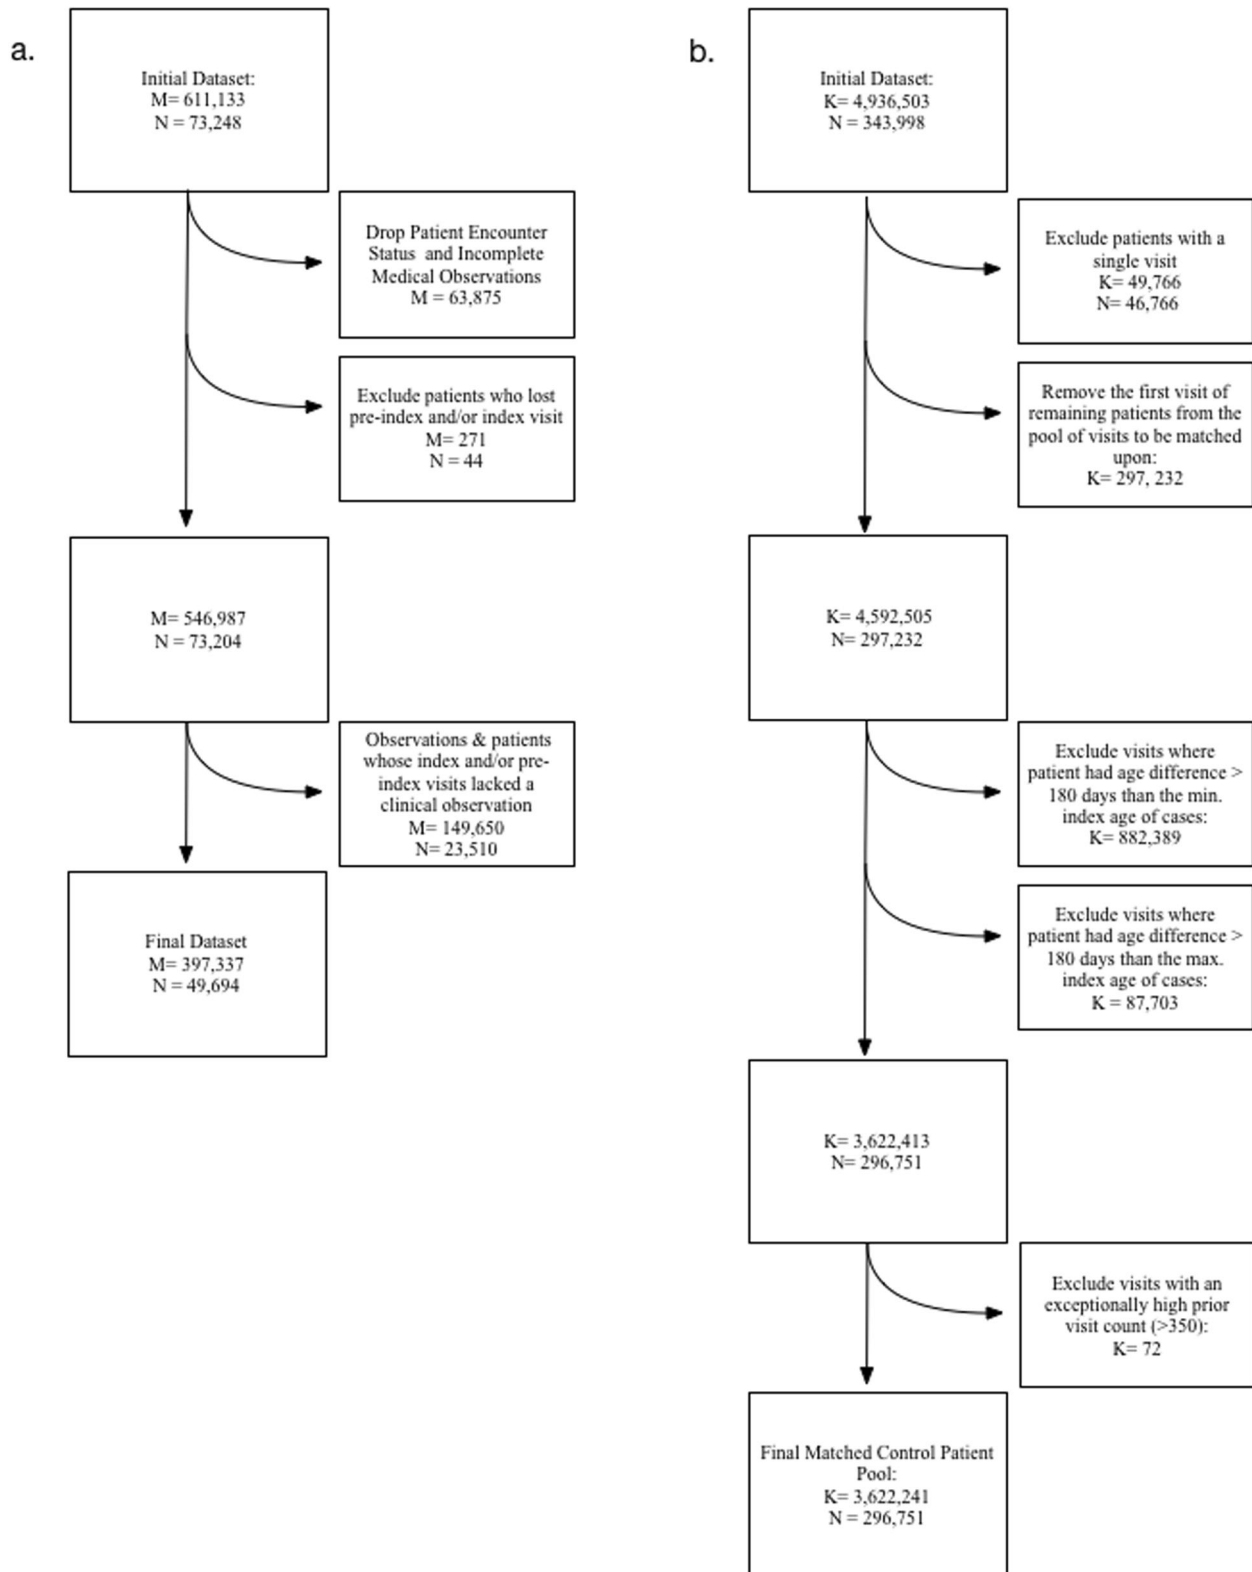 a.
Initial Dataset:
M= 611,133
N = 73,248
Drop Patient Encounter
Status and Incomplete
Medical Observations
M = 63,875
Exclude patients who lost
pre-index and/or index visit
M= 271
N = 44
M= 546,987
N = 73,204
Observations & patients
whose index and/or pre-
index visits lacked a
clinical observation
M= 149,650
N= 23,510
Final Dataset
M= 397,337
N = 49,694
b.
Initial Dataset:
K= 4,936,503
N = 343,998
Exclude patients with a
single visit
K= 49,766
N= 46,766
Remove the first visit of
remaining patients from the
pool of visits to be matched
upon:
K= 297, 232
K= 4,592,505
N= 297,232
Exclude visits where
patient had age difference >
180 days than the min.
index age of cases:
K= 882,389
Exclude visits where
patient had age difference >
180 days than the max.
index age of cases:
K = 87,703
K= 3,622,413
N= 296,751
Exclude visits with an
exceptionally high prior
visit count (>350):
K= 72
Final Matched Control Patient
Pool:
K= 3,622,241
N = 296,751